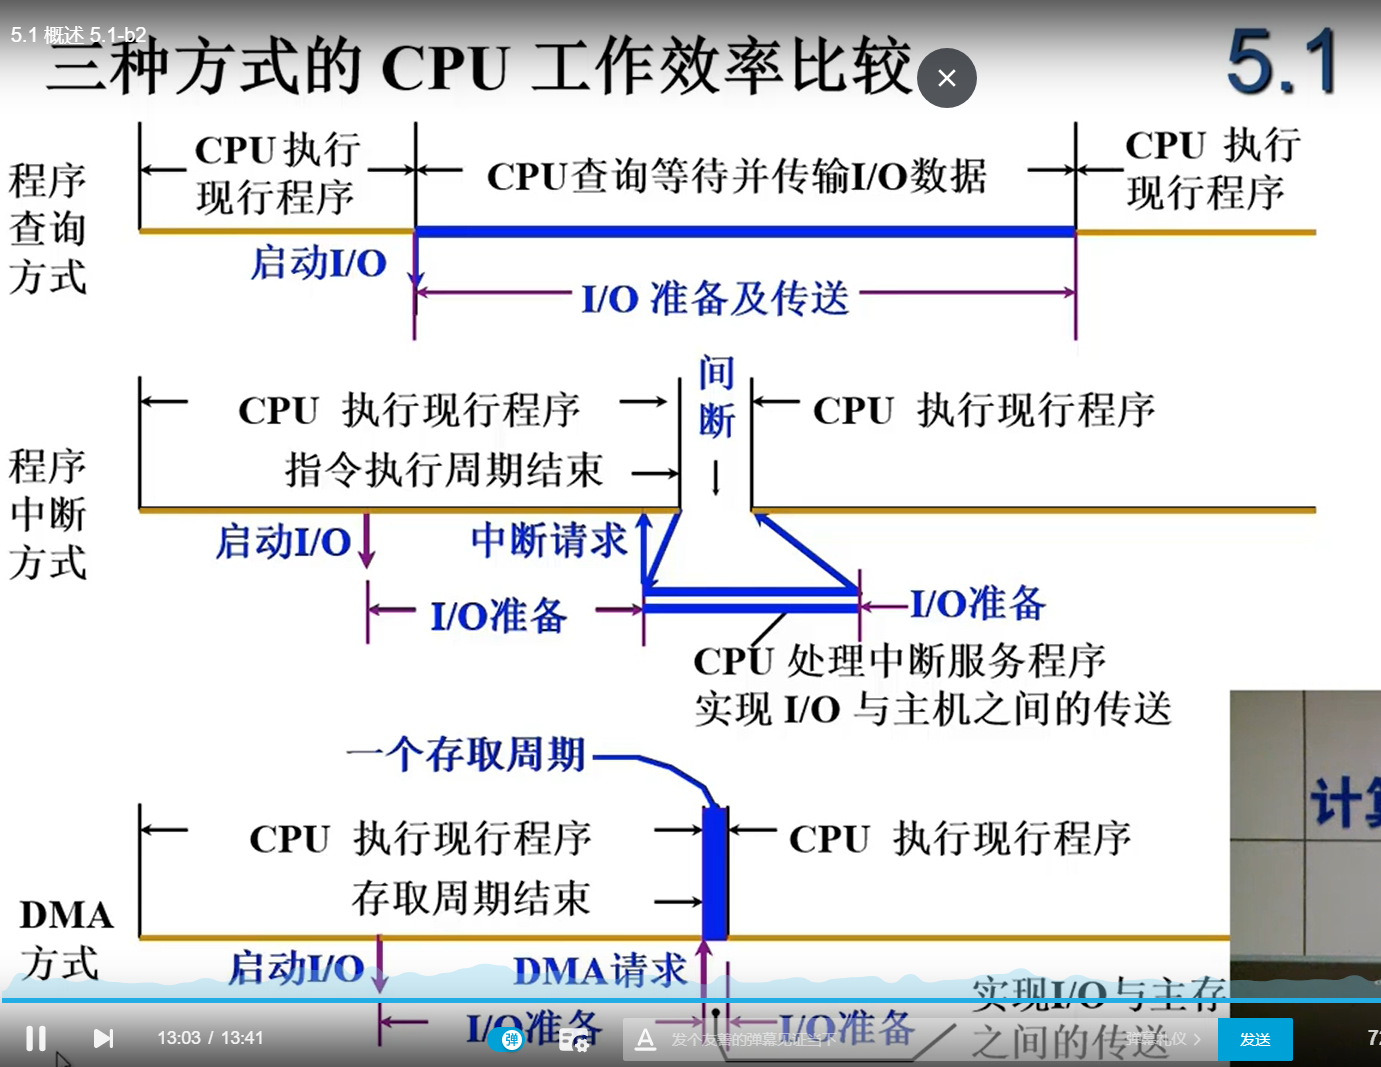 5.1 概述 5.1-b2
三种方式的 CPU 工作效率比较
5.1
程序
查询
方式
CPU执行
现行程序
CPU查询等待并传输I/O数据
CPU 执行
现行程序
启动I/O
I/O 准备及传送
程序
中断
方式
CPU 执行现行程序
间
断
CPU 执行现行程序
指令执行周期结束
启动I/O
中断请求
I/O准备
I/O准备
CPU 处理中断服务程序
实现 I/O 与主机之间的传送
一个存取周期
DMA
方式
CPU 执行现行程序
CPU 执行现行程序
存取周期结束
启动I/O
DMA请求
I/O准备
I/O准备
实现I/O与主存
之间的传送
计算
13:03 / 13:41
弹
A
发个友善的弹幕见证当下
弹幕礼仪
发送